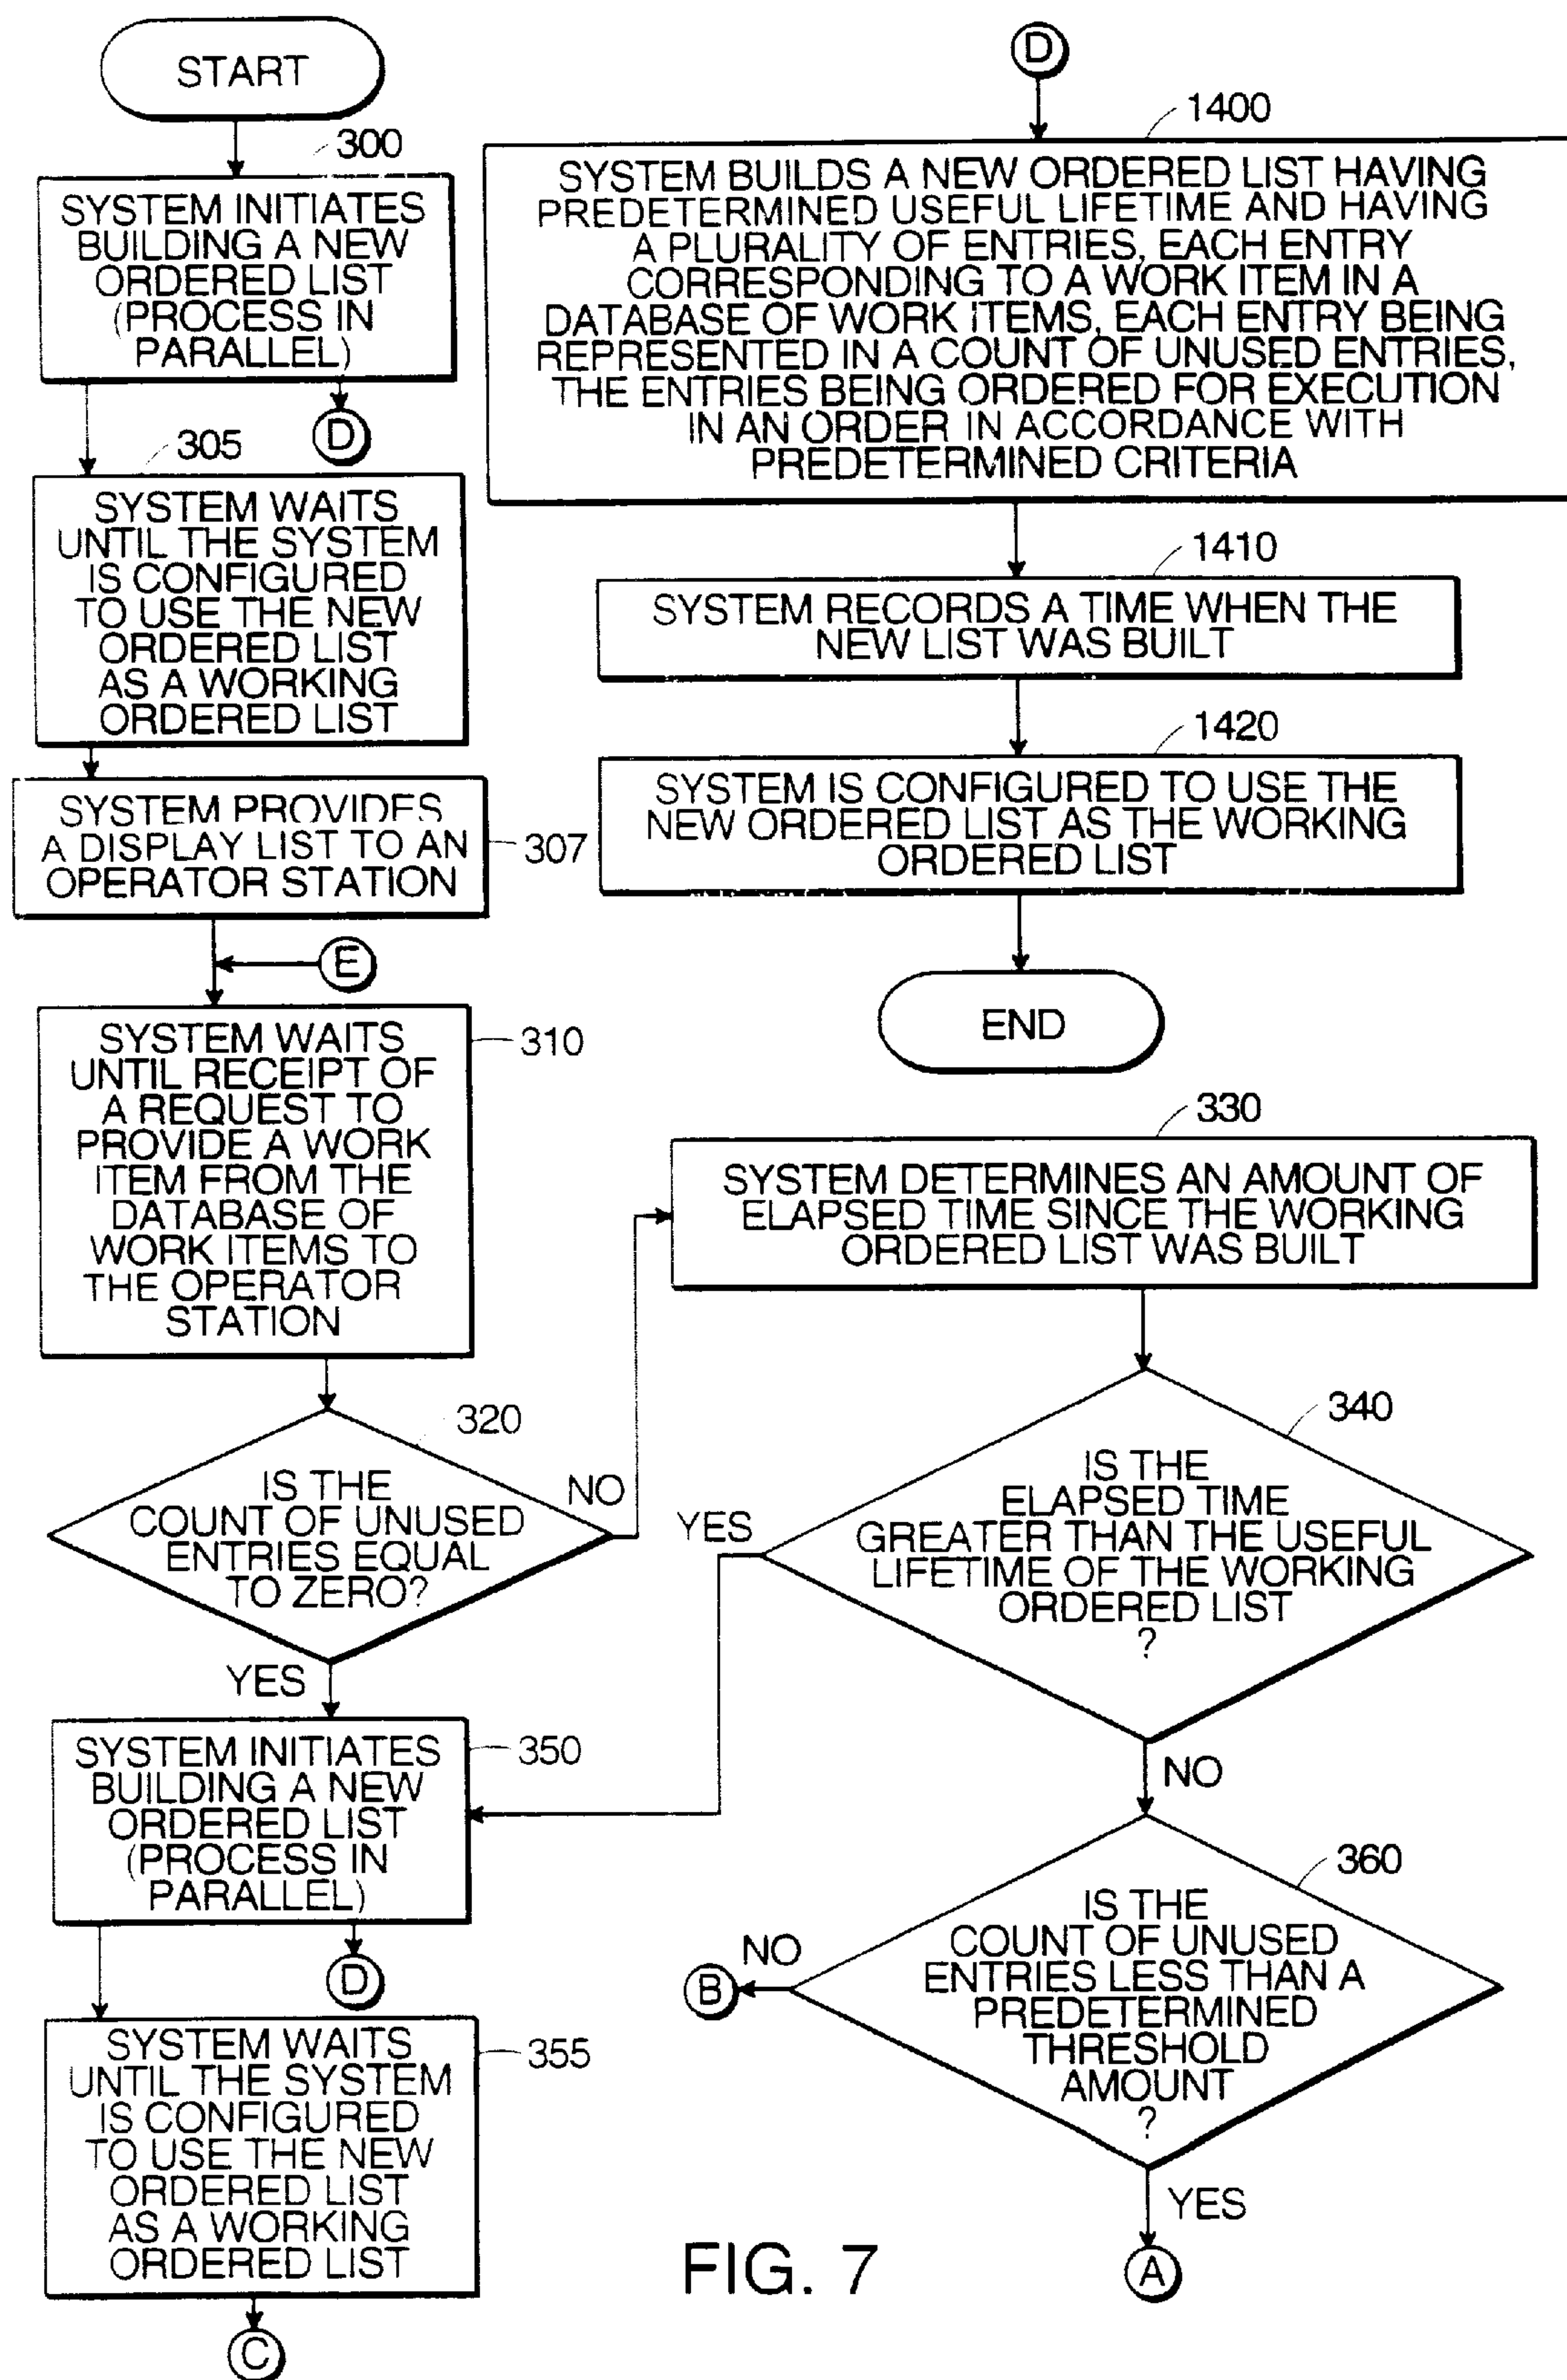 START
300
SYSTEM INITIATES
BUILDING A NEW
ORDERED LIST
(PROCESS IN
PARALLEL)
D
305
SYSTEM WAITS
UNTIL THE SYSTEM
IS CONFIGURED
TO USE THE NEW
ORDERED LIST
AS A WORKING
ORDERED LIST
SYSTEM PROVIDES
A DISPLAY LIST TO AN
OPERATOR STATION
307
E
SYSTEM WAITS
UNTIL RECEIPT OF
A REQUEST TO
PROVIDE A WORK
ITEM FROM THE
DATABASE OF
WORK ITEMS TO
THE OPERATOR
STATION
310
320
IS THE
COUNT OF UNUSED
ENTRIES EQUAL
TO ZERO?
NO
YES
SYSTEM INITIATES
BUILDING A NEW
ORDERED LIST
(PROCESS IN
PARALLEL)
350
D
SYSTEM WAITS
UNTIL THE SYSTEM
IS CONFIGURED
TO USE THE NEW
ORDERED LIST
AS A WORKING
ORDERED LIST
355
C
D
1400
SYSTEM BUILDS A NEW ORDERED LIST HAVING
PREDETERMINED USEFUL LIFETIME AND HAVING
A PLURALITY OF ENTRIES, EACH ENTRY
CORRESPONDING TO A WORK ITEM IN A
DATABASE OF WORK ITEMS, EACH ENTRY BEING
REPRESENTED IN A COUNT OF UNUSED ENTRIES,
THE ENTRIES BEING ORDERED FOR EXECUTION
IN AN ORDER IN ACCORDANCE WITH
PREDETERMINED CRITERIA
1410
SYSTEM RECORDS A TIME WHEN THE
NEW LIST WAS BUILT
1420
SYSTEM IS CONFIGURED TO USE THE
NEW ORDERED LIST AS THE WORKING
ORDERED LIST
END
330
SYSTEM DETERMINES AN AMOUNT OF
ELAPSED TIME SINCE THE WORKING
ORDERED LIST WAS BUILT
340
IS THE
ELAPSED TIME
GREATER THAN THE USEFUL
LIFETIME OF THE WORKING
ORDERED LIST
?
YES
NO
360
IS THE
COUNT OF UNUSED
ENTRIES LESS THAN A
PREDETERMINED
THRESHOLD
AMOUNT
?
NO
B
YES
A
FIG. 7